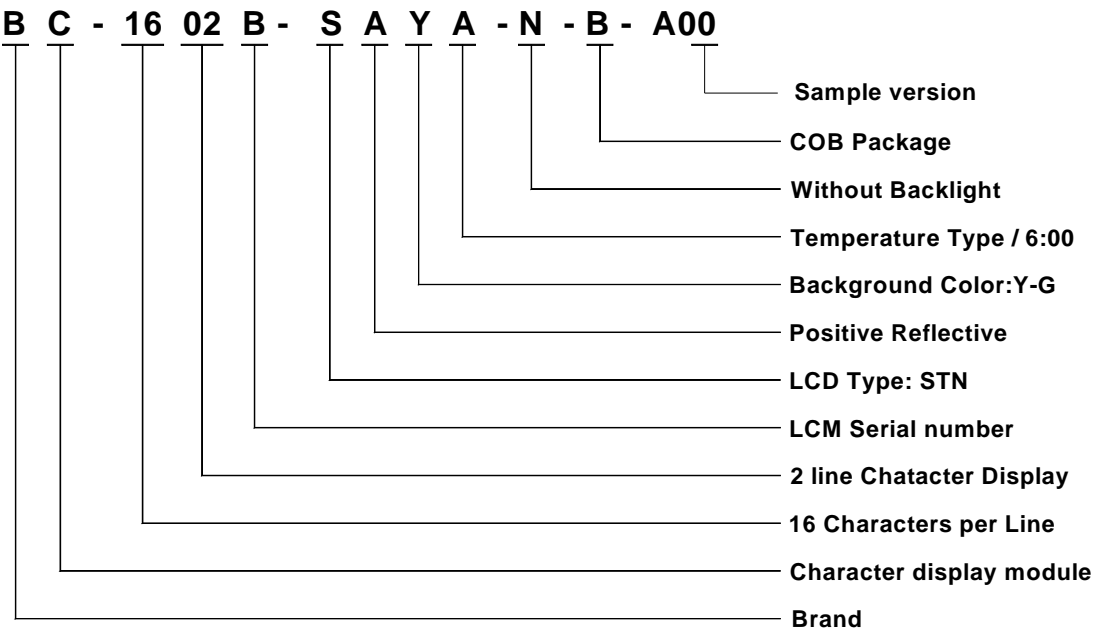 B C - 16 02 B - S A Y A - N - B - A00
Sample version
COB Package
Without Backlight
Temperature Type / 6:00
Background Color:Y-G
Positive Reflective
LCD Type: STN
LCM Serial number
2 line Chatacter Display
16 Characters per Line
Character display module
Brand